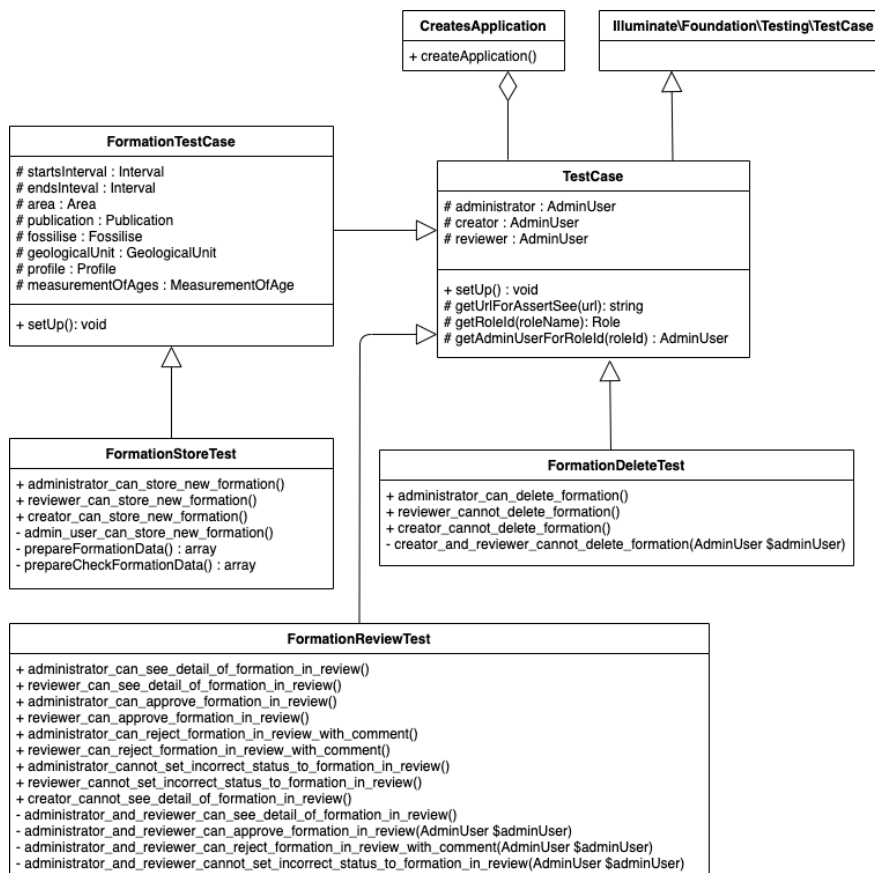 CreatesApplication
+ createApplication()
Illuminate\Foundation\Testing\TestCase
FormationTestCase
# startsInterval : Interval
# endsInteval : Interval
# area : Area
# publication : Publication
# fossilise : Fossilise
# geologicalUnit : GeologicalUnit
# profile : Profile
# measurementOfAges : MeasurementOfAge
+ setUp(): void
TestCase
# administrator : AdminUser
# creator : AdminUser
# reviewer : AdminUser
+ setUp() : void
# getUrlForAssertSee(url): string
# getRoleId(roleName): Role
# getAdminUserForRoleId(roleId) : AdminUser
FormationStoreTest
+ administrator_can_store_new_formation()
+ reviewer_can_store_new_formation()
+ creator_can_store_new_formation()
- admin_user_can_store_new_formation()
- prepareFormationData() : array
- prepareCheckFormationData() : array
FormationDeleteTest
+ administrator_can_delete_formation()
+ reviewer_cannot_delete_formation()
+ creator_cannot_delete_formation()
- creator_and_reviewer_cannot_delete_formation(AdminUser $adminUser)
FormationReviewTest
+ administrator_can_see_detail_of_formation_in_review()
+ reviewer_can_see_detail_of_formation_in_review()
+ administrator_can_approve_formation_in_review()
+ reviewer_can_approve_formation_in_review()
+ administrator_can_reject_formation_in_review_with_comment()
+ reviewer_can_reject_formation_in_review_with_comment()
+ administrator_cannot_set_incorrect_status_to_formation_in_review()
+ reviewer_cannot_set_incorrect_status_to_formation_in_review()
+ creator_cannot_see_detail_of_formation_in_review()
- administrator_and_reviewer_can_see_detail_of_formation_in_review()
- administrator_and_reviewer_can_approve_formation_in_review(AdminUser $adminUser)
- administrator_and_reviewer_can_reject_formation_in_review_with_comment(AdminUser $adminUser)
- administrator_and_reviewer_cannot_set_incorrect_status_to_formation_in_review(AdminUser $adminUser)